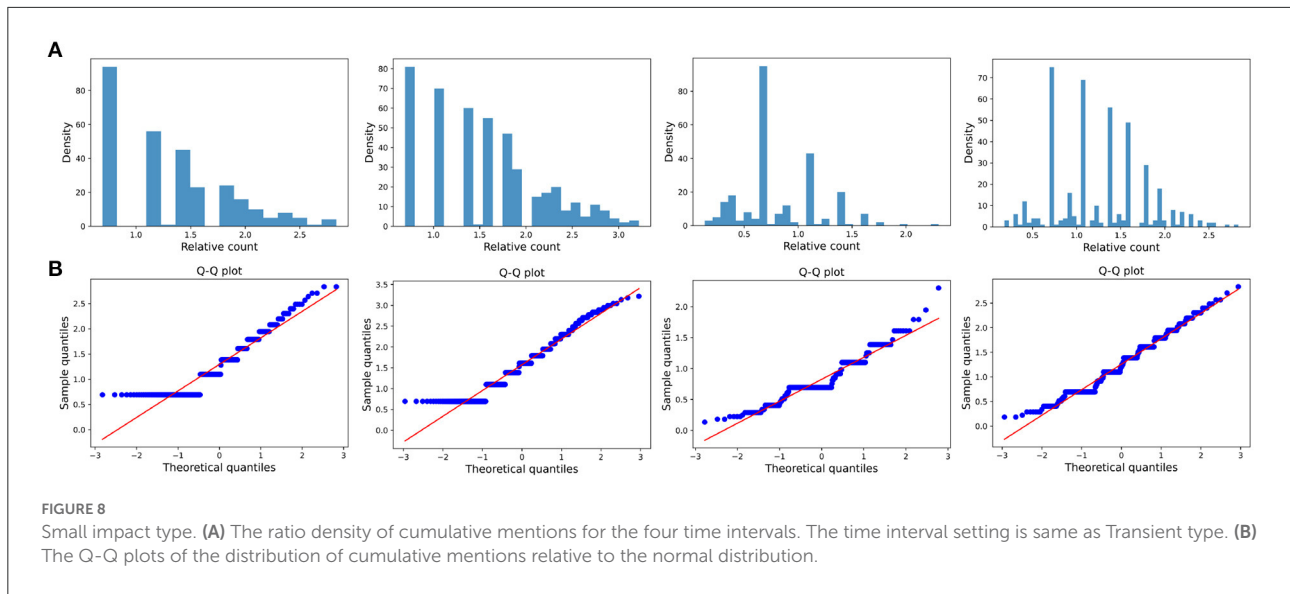 A
Density
80
60
40
20
0
1.0 1.5 2.0 2.5
Relative count
Density
80
70
60
50
40
30
20
10
0
1.0 1.5 2.0 2.5 3.0
Relative count
Density
80
60
40
20
0
0.5 1.0 1.5 2.0
Relative count
Density
70
60
50
40
30
20
10
0
0.5 1.0 1.5 2.0 2.5
Relative count
B
Q-Q plot
Sample quantiles
2.5
2.0
1.5
1.0
0.5
0.0
−3 −2 −1 0 1 2 3
Theoretical quantiles
Q-Q plot
Sample quantiles
3.5
3.0
2.5
2.0
1.5
1.0
0.5
0.0
−3 −2 −1 0 1 2 3
Theoretical quantiles
Q-Q plot
Sample quantiles
2.0
1.5
1.0
0.5
0.0
−3 −2 −1 0 1 2 3
Theoretical quantiles
Q-Q plot
Sample quantiles
2.5
2.0
1.5
1.0
0.5
0.0
−3 −2 −1 0 1 2 3
Theoretical quantiles
FIGURE 8
Small impact type. (A) The ratio density of cumulative mentions for the four time intervals. The time interval setting is same as Transient type. (B)
The Q-Q plots of the distribution of cumulative mentions relative to the normal distribution.